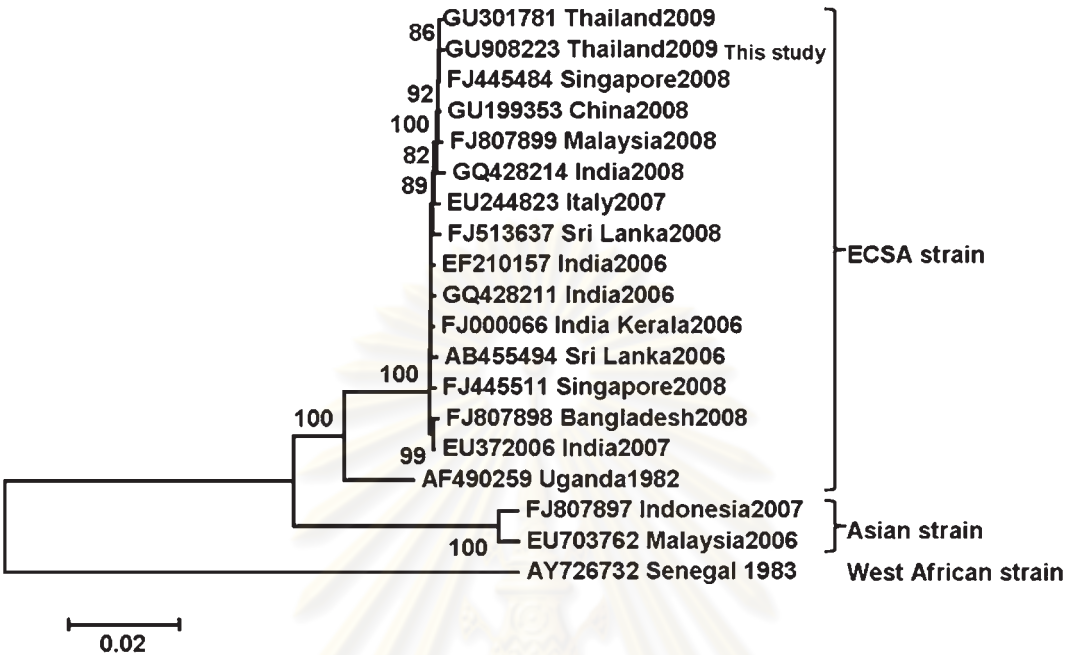 GU301781 Thailand2009
86
GU908223 Thailand2009 This study
FJ445484 Singapore2008
92
GU199353 China2008
100
FJ807899 Malaysia2008
82
GQ428214 India2008
89
EU244823 Italy2007
FJ513637 Sri Lanka2008
ECSA strain
EF210157 India2006
GQ428211 India2006
FJ000066 India Kerala2006
AB455494 Sri Lanka2006
100
FJ445511 Singapore2008
100
FJ807898 Bangladesh2008
EU372006 India2007
99
AF490259 Uganda1982
FJ807897 Indonesia2007
Asian strain
EU703762 Malaysia2006
100
AY726732 Senegal 1983
West African strain
0.02